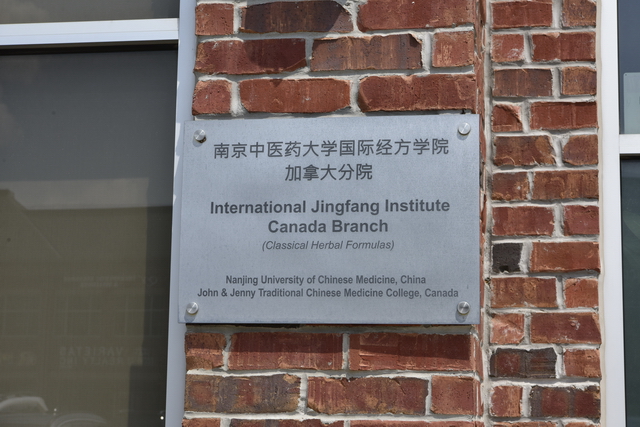 南京中医药大学国际经方学院
加拿大分院
International Jingfang Institute
Canada Branch
(Classical Herbal Formulas)
Nanjing University of Chinese Medicine, China
John & Jenny Traditional Chinese Medicine College, Canada